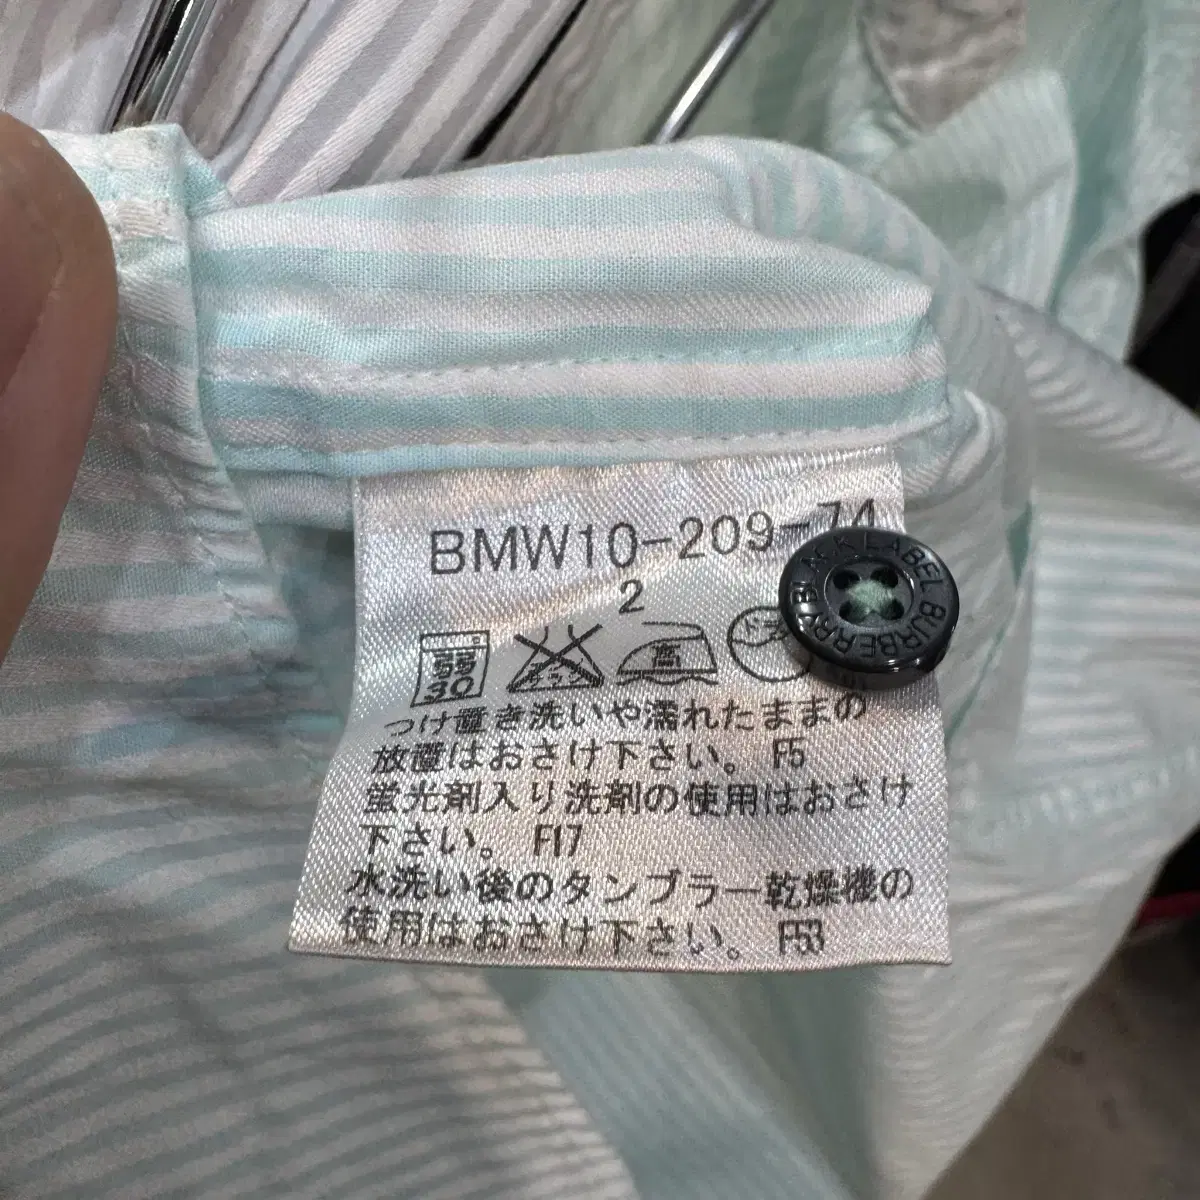 BMW10-209-74
2
30
高
つけ置き洗いや濡れたままの
放置はおさけ下さい。 F5
蛍光剤入り洗剤の使用はおさけ
下さい。 F17
水洗い後のタンブラー乾燥機の
使用はおさけ下さい。 F53
BLACK LABEL BURBERRY